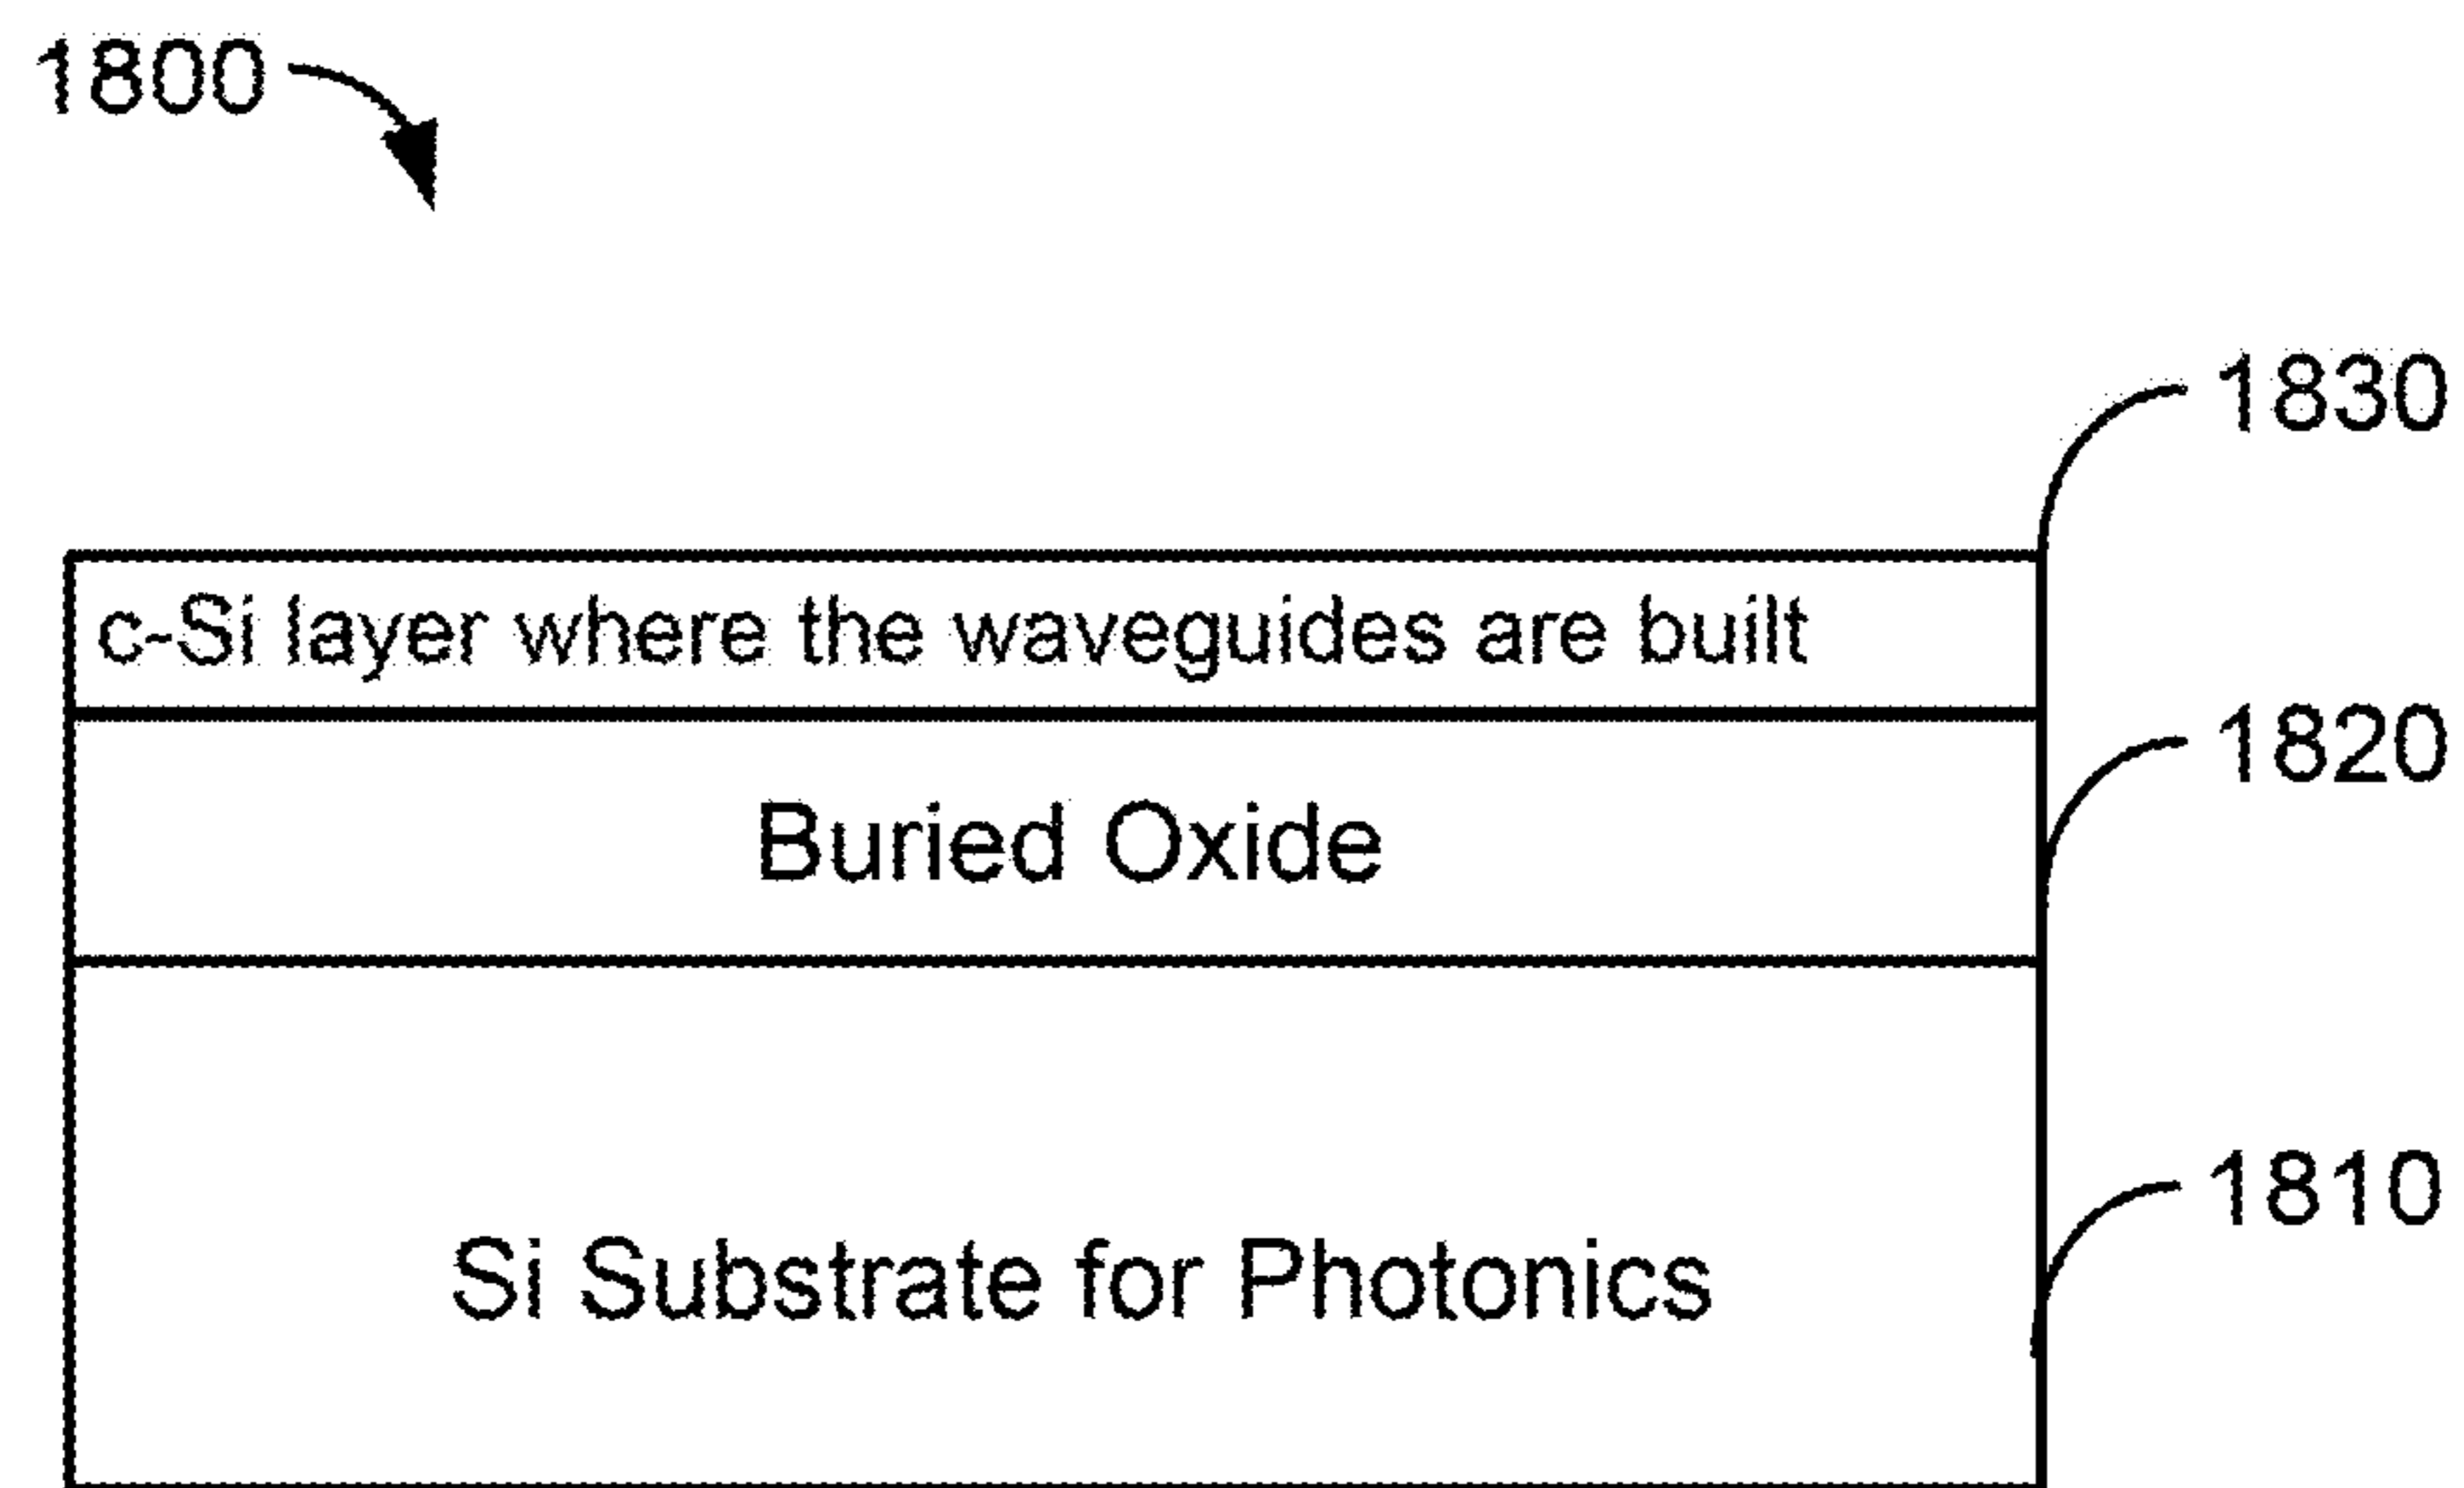 1800
1830
c-Si layer where the waveguides are built
1820
Buried Oxide
1810
Si Substrate for Photonics